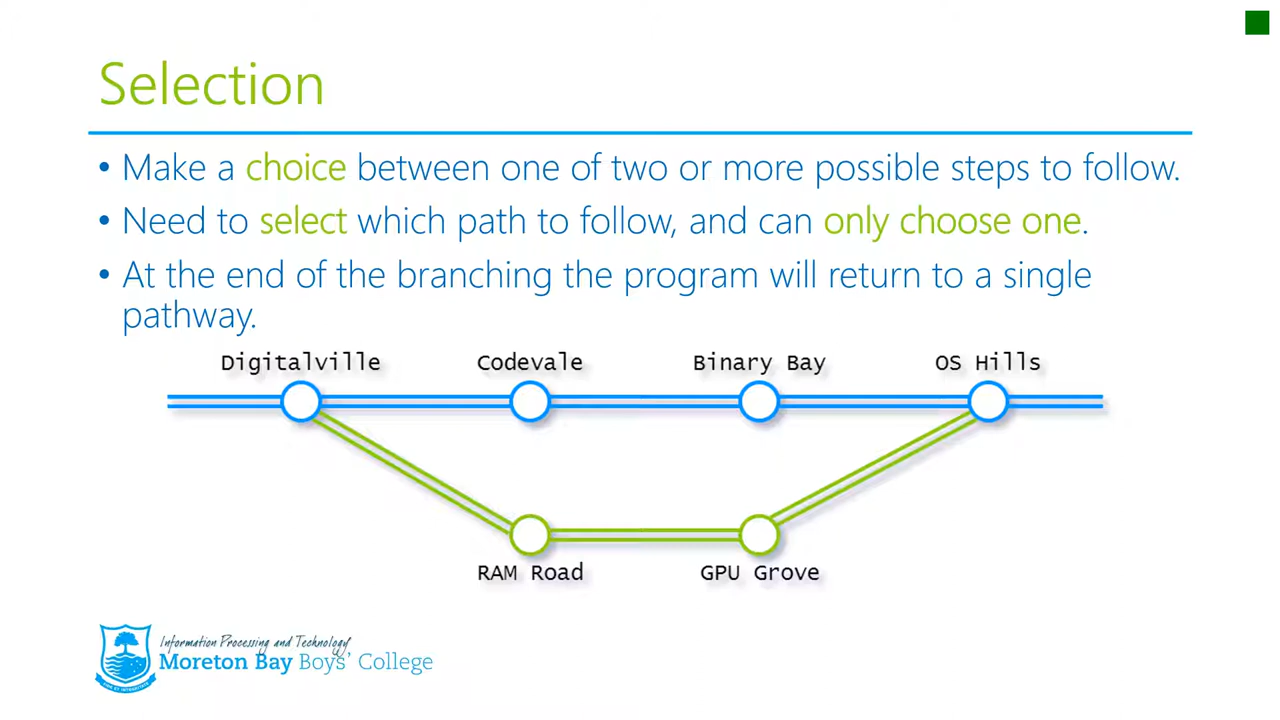 Selection
• Make a choice between one of two or more possible steps to follow.
• Need to select which path to follow, and can only choose one.
• At the end of the branching the program will return to a single
pathway.
Digitalville Codevale Binary Bay OS Hills
RAM Road GPU Grove
Information Processing and Technology
Moreton Bay Boys' College